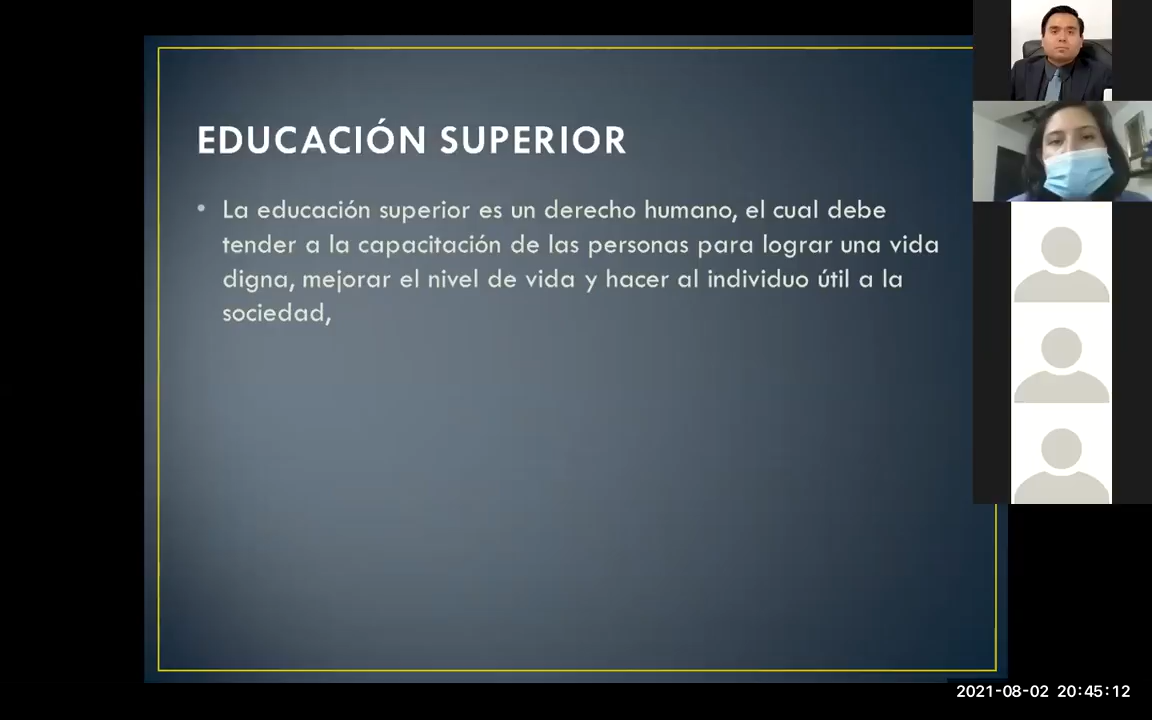 EDUCACIÓN SUPERIOR
• La educación superior es un derecho humano, el cual debe
tender a la capacitación de las personas para lograr una vida
digna, mejorar el nivel de vida y hacer al individuo útil a la
sociedad,
2021-08-02 20:45:12